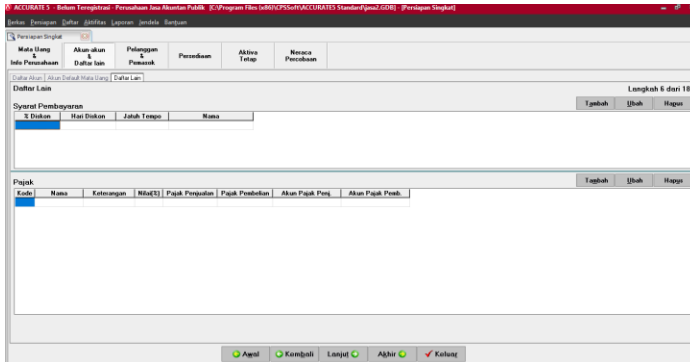 ACCURATE 5 - Belum Teregistrasi - Perusahaan Jasa Akuntan Publik [C:\Program Files (x86)\CPSSoft\ACCURATE5 Standard\jasa2.GDB] - [Persiapan Singkat]
Berkas Persiapan Daftar Aktifitas Laporan Jendela Bantuan
Persiapan Singkat
Mata Uang & Info Perusahaan
Akun-akun & Daftar lain
Pelanggan & Pemasok
Persediaan
Aktiva Tetap
Neraca Percobaan
Daftar Akun Akun Default Mata Uang Daftar Lain
Daftar Lain Langkah 6 dari 18
Syarat Pembayaran Tambah Ubah Hapus
% Diskon Hari Diskon Jatuh Tempo Nama
Pajak Tambah Ubah Hapus
Kode Nama Keterangan Nilai(%) Pajak Penjualan Pajak Pembelian Akun Pajak Penj. Akun Pajak Pemb.
Awal Kembali Lanjut Akhir Keluar